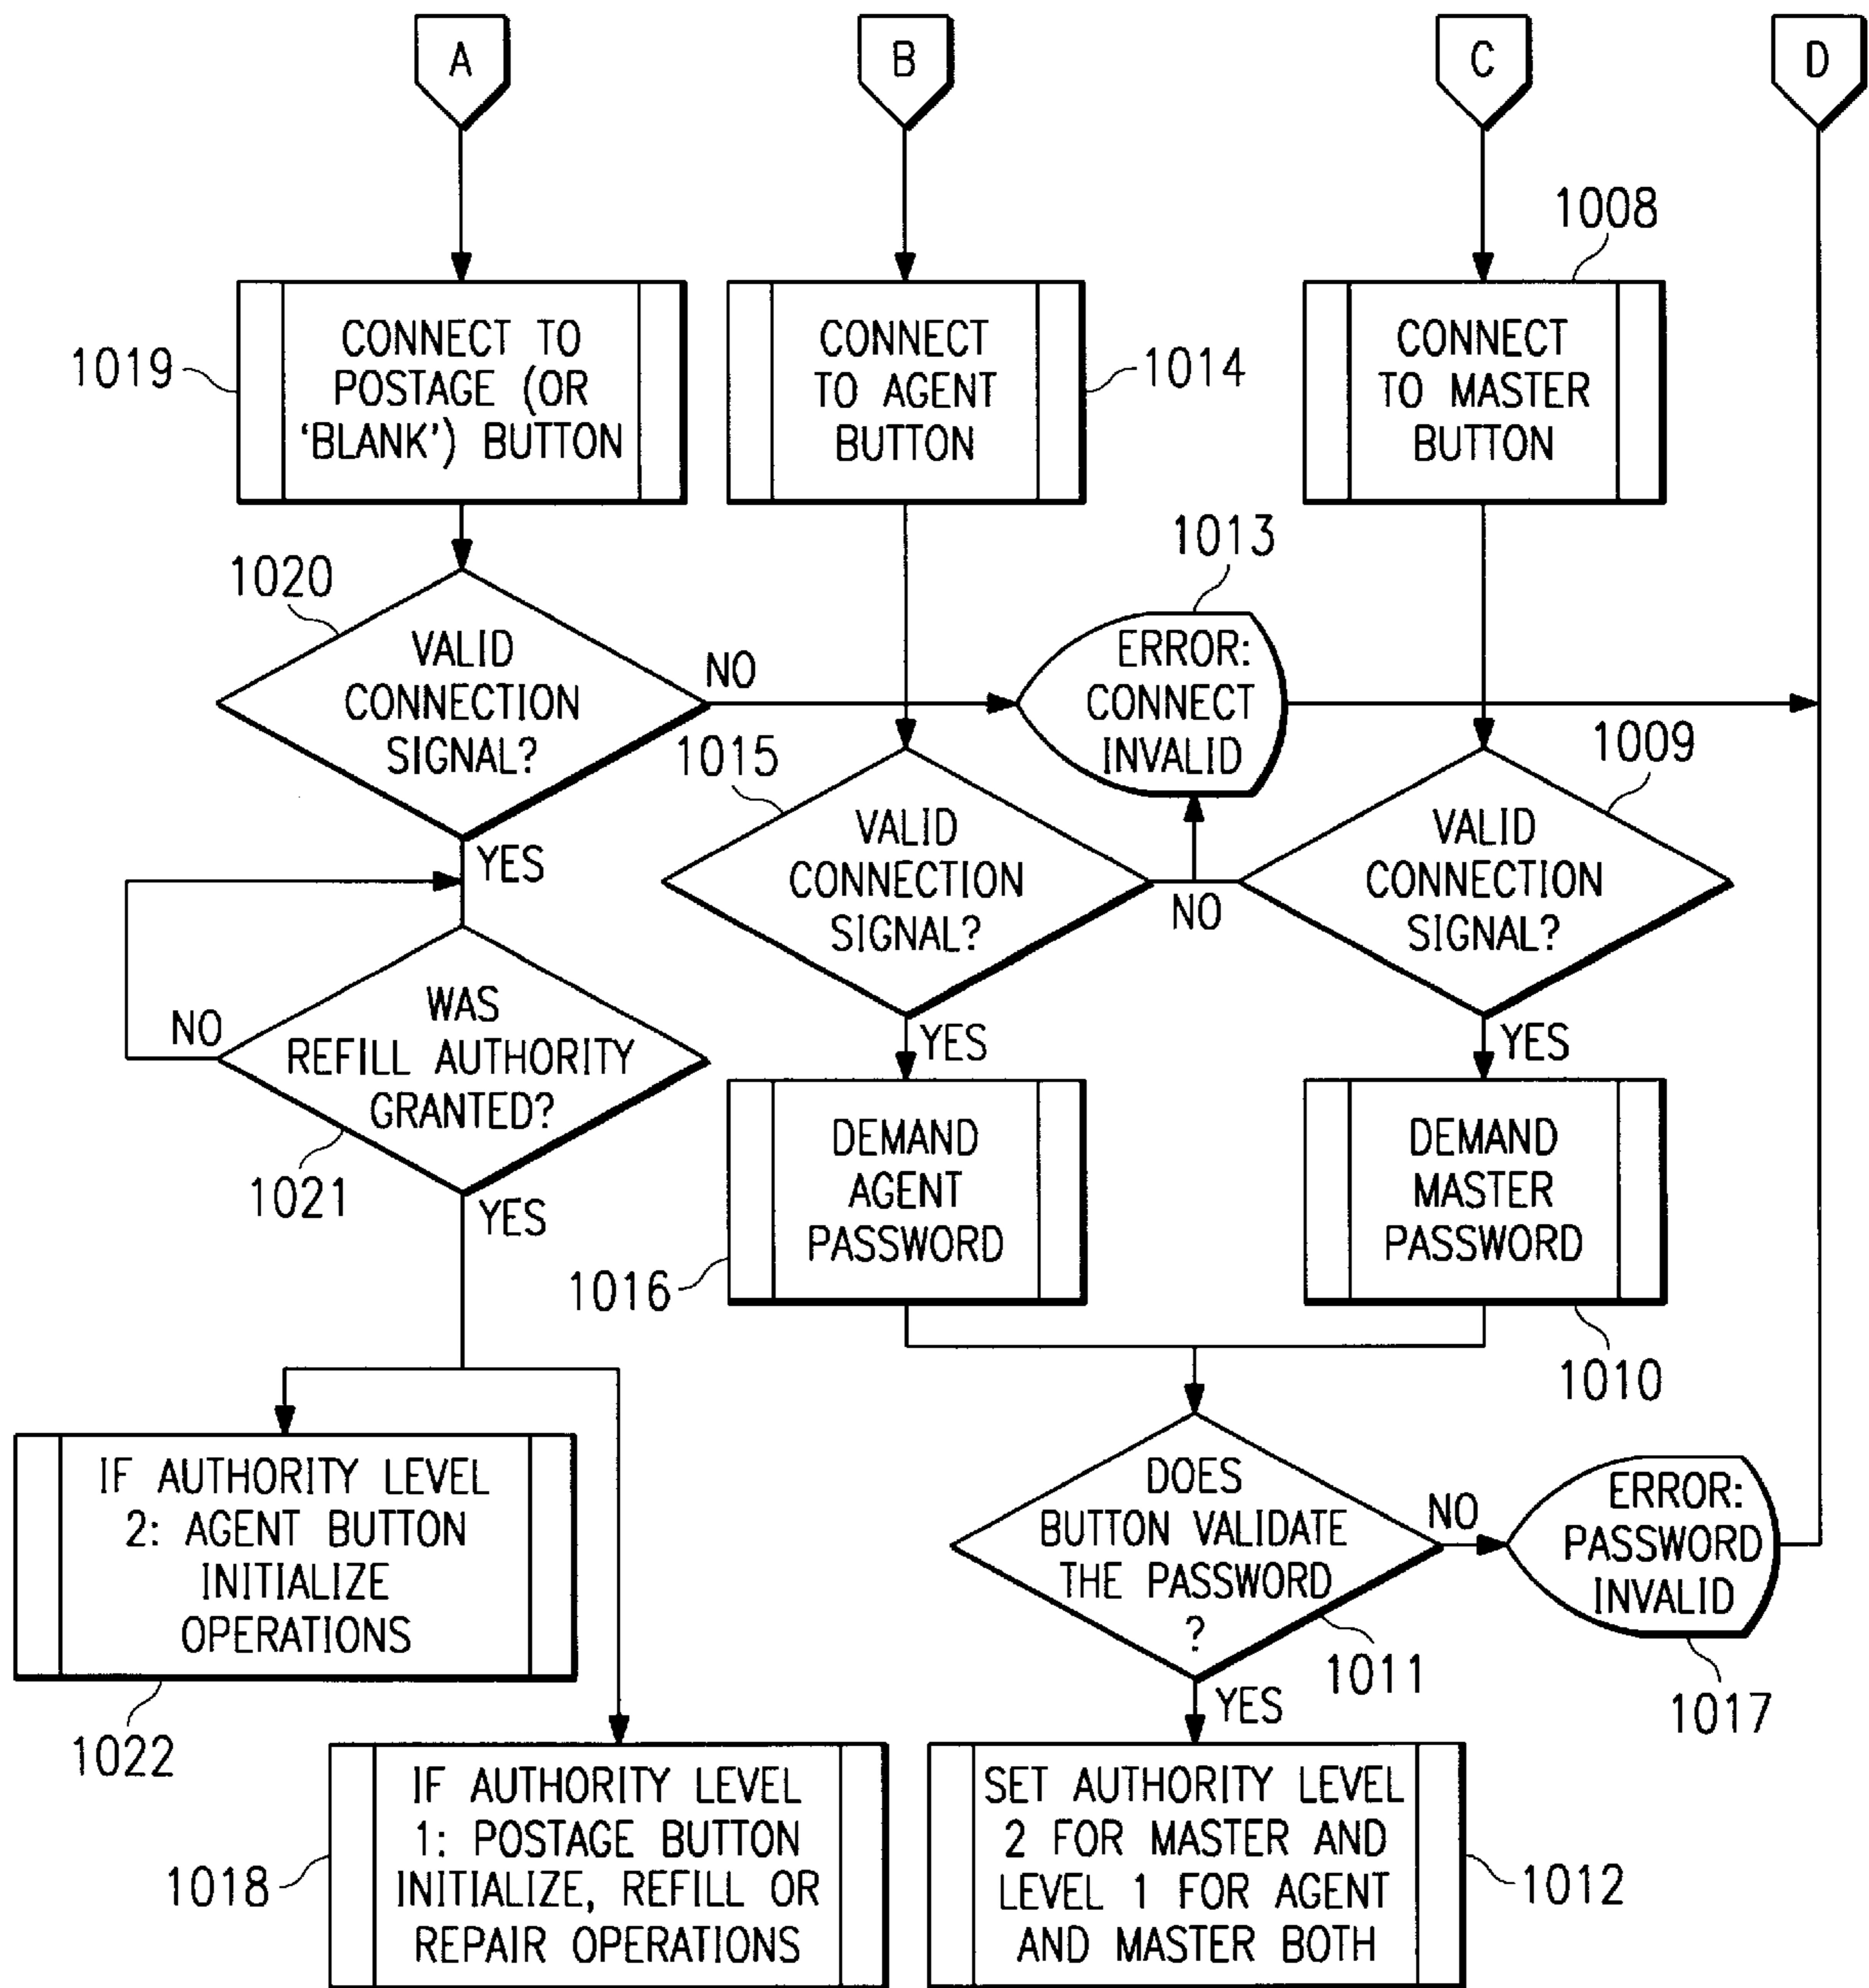 A
B
C
D
1008
CONNECT TO
POSTAGE (OR
'BLANK') BUTTON
1019
CONNECT
TO AGENT
BUTTON
1014
CONNECT
TO MASTER
BUTTON
1020
VALID
CONNECTION
SIGNAL?
NO
YES
1013
ERROR:
CONNECT
INVALID
1015
VALID
CONNECTION
SIGNAL?
NO
YES
1009
VALID
CONNECTION
SIGNAL?
YES
NO
WAS
REFILL AUTHORITY
GRANTED?
1021
YES
DEMAND
AGENT
PASSWORD
1016
DEMAND
MASTER
PASSWORD
1010
IF AUTHORITY LEVEL
2: AGENT BUTTON
INITIALIZE
OPERATIONS
1022
DOES
BUTTON VALIDATE
THE PASSWORD
?
1011
NO
YES
ERROR:
PASSWORD
INVALID
1017
IF AUTHORITY LEVEL
1: POSTAGE BUTTON
INITIALIZE, REFILL OR
REPAIR OPERATIONS
1018
SET AUTHORITY LEVEL
2 FOR MASTER AND
LEVEL 1 FOR AGENT
AND MASTER BOTH
1012